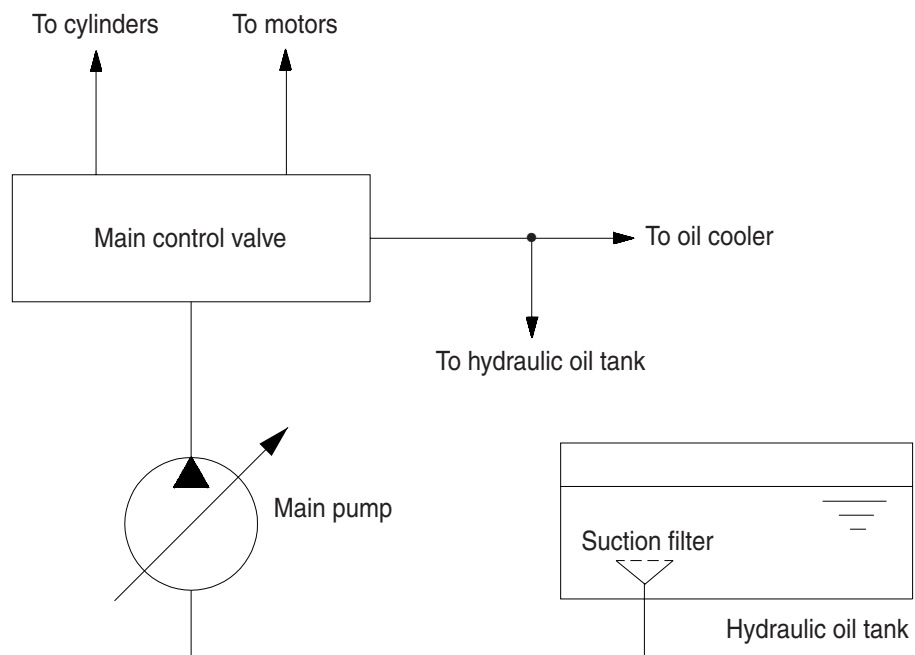 To cylinders
To motors
Main control valve
To oil cooler
To hydraulic oil tank
Main pump
Suction filter
Hydraulic oil tank